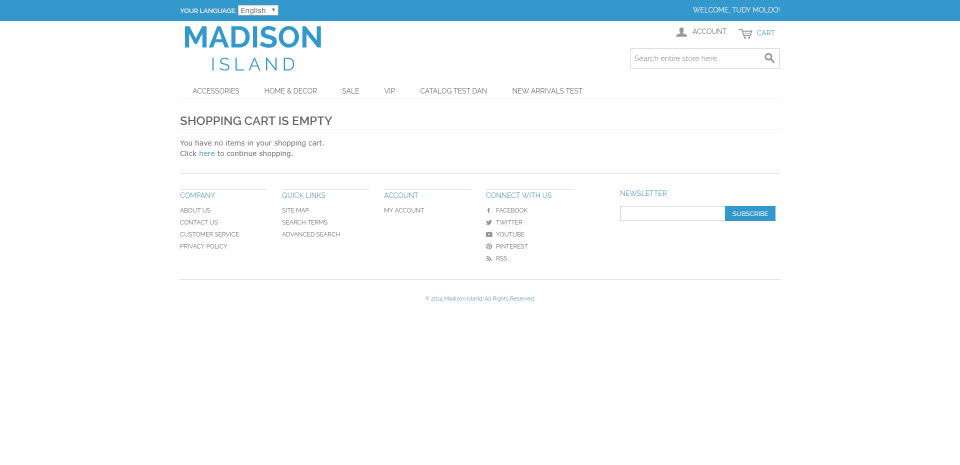 YOUR LANGUAGE: English
WELCOME, TUDY MOLDO!
MADISON
ISLAND
ACCOUNT
CART
Search entire store here...
ACCESSORIES HOME & DECOR SALE VIP CATALOG TEST DAN NEW ARRIVALS TEST
SHOPPING CART IS EMPTY
You have no items in your shopping cart.
Click here to continue shopping.
COMPANY
ABOUT US
CONTACT US
CUSTOMER SERVICE
PRIVACY POLICY
QUICK LINKS
SITE MAP
SEARCH TERMS
ADVANCED SEARCH
ACCOUNT
MY ACCOUNT
CONNECT WITH US
FACEBOOK
TWITTER
YOUTUBE
PINTEREST
RSS
NEWSLETTER
SUBSCRIBE
© 2014 Madison Island. All Rights Reserved.